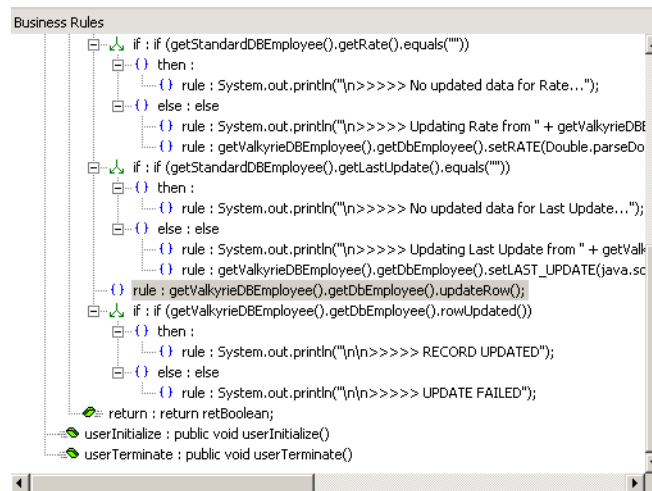 Business Rules
if : if (getStandardDBEmployee().getRate().equals(""))
then :
rule : System.out.println("\n>>>>> No updated data for Rate...");
else : else
rule : System.out.println("\n>>>>> Updating Rate from " + getValkyrieDBE
rule : getValkyrieDBEmployee().getDbEmployee().setRATE(Double.parseDo
if : if (getStandardDBEmployee().getLastUpdate().equals(""))
then :
rule : System.out.println("\n>>>>> No updated data for Last Update...");
else : else
rule : System.out.println("\n>>>>> Updating Last Update from " + getValk
rule : getValkyrieDBEmployee().getDbEmployee().setLAST_UPDATE(java.sc
rule : getValkyrieDBEmployee().getDbEmployee().updateRow();
if : if (getValkyrieDBEmployee().getDbEmployee().rowUpdated())
then :
rule : System.out.println("\n\n>>>>> RECORD UPDATED");
else : else
rule : System.out.println("\n\n>>>>> UPDATE FAILED");
return : return retBoolean;
userInitialize : public void userInitialize()
userTerminate : public void userTerminate()